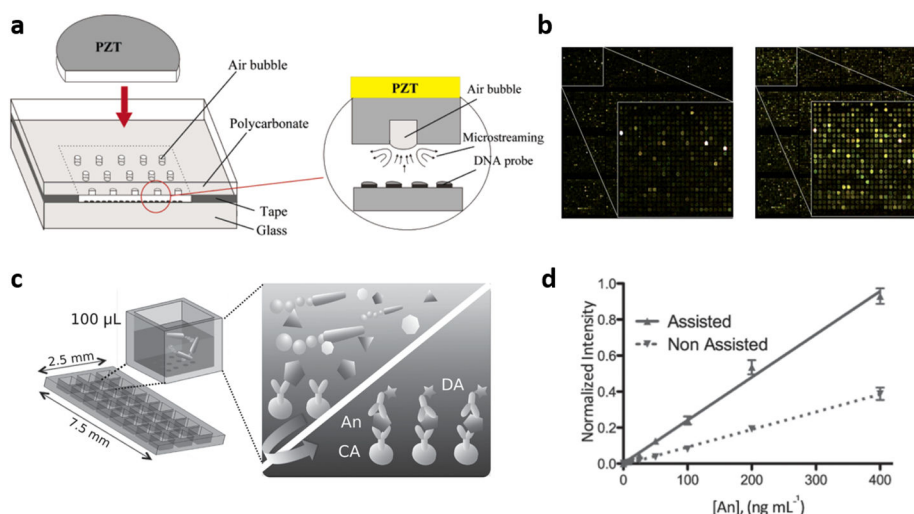 a
PZT
Air bubble
Polycarbonate
Tape
Glass
PZT
Air bubble
Microstreaming
DNA probe
b
c
100 µL
2.5 mm
7.5 mm
An
CA
DA
d
Normalized Intensity
1.0
0.8
0.6
0.4
0.2
0.0
Assisted
Non Assisted
0
100
200
300
400
[An], (ng mL⁻¹)